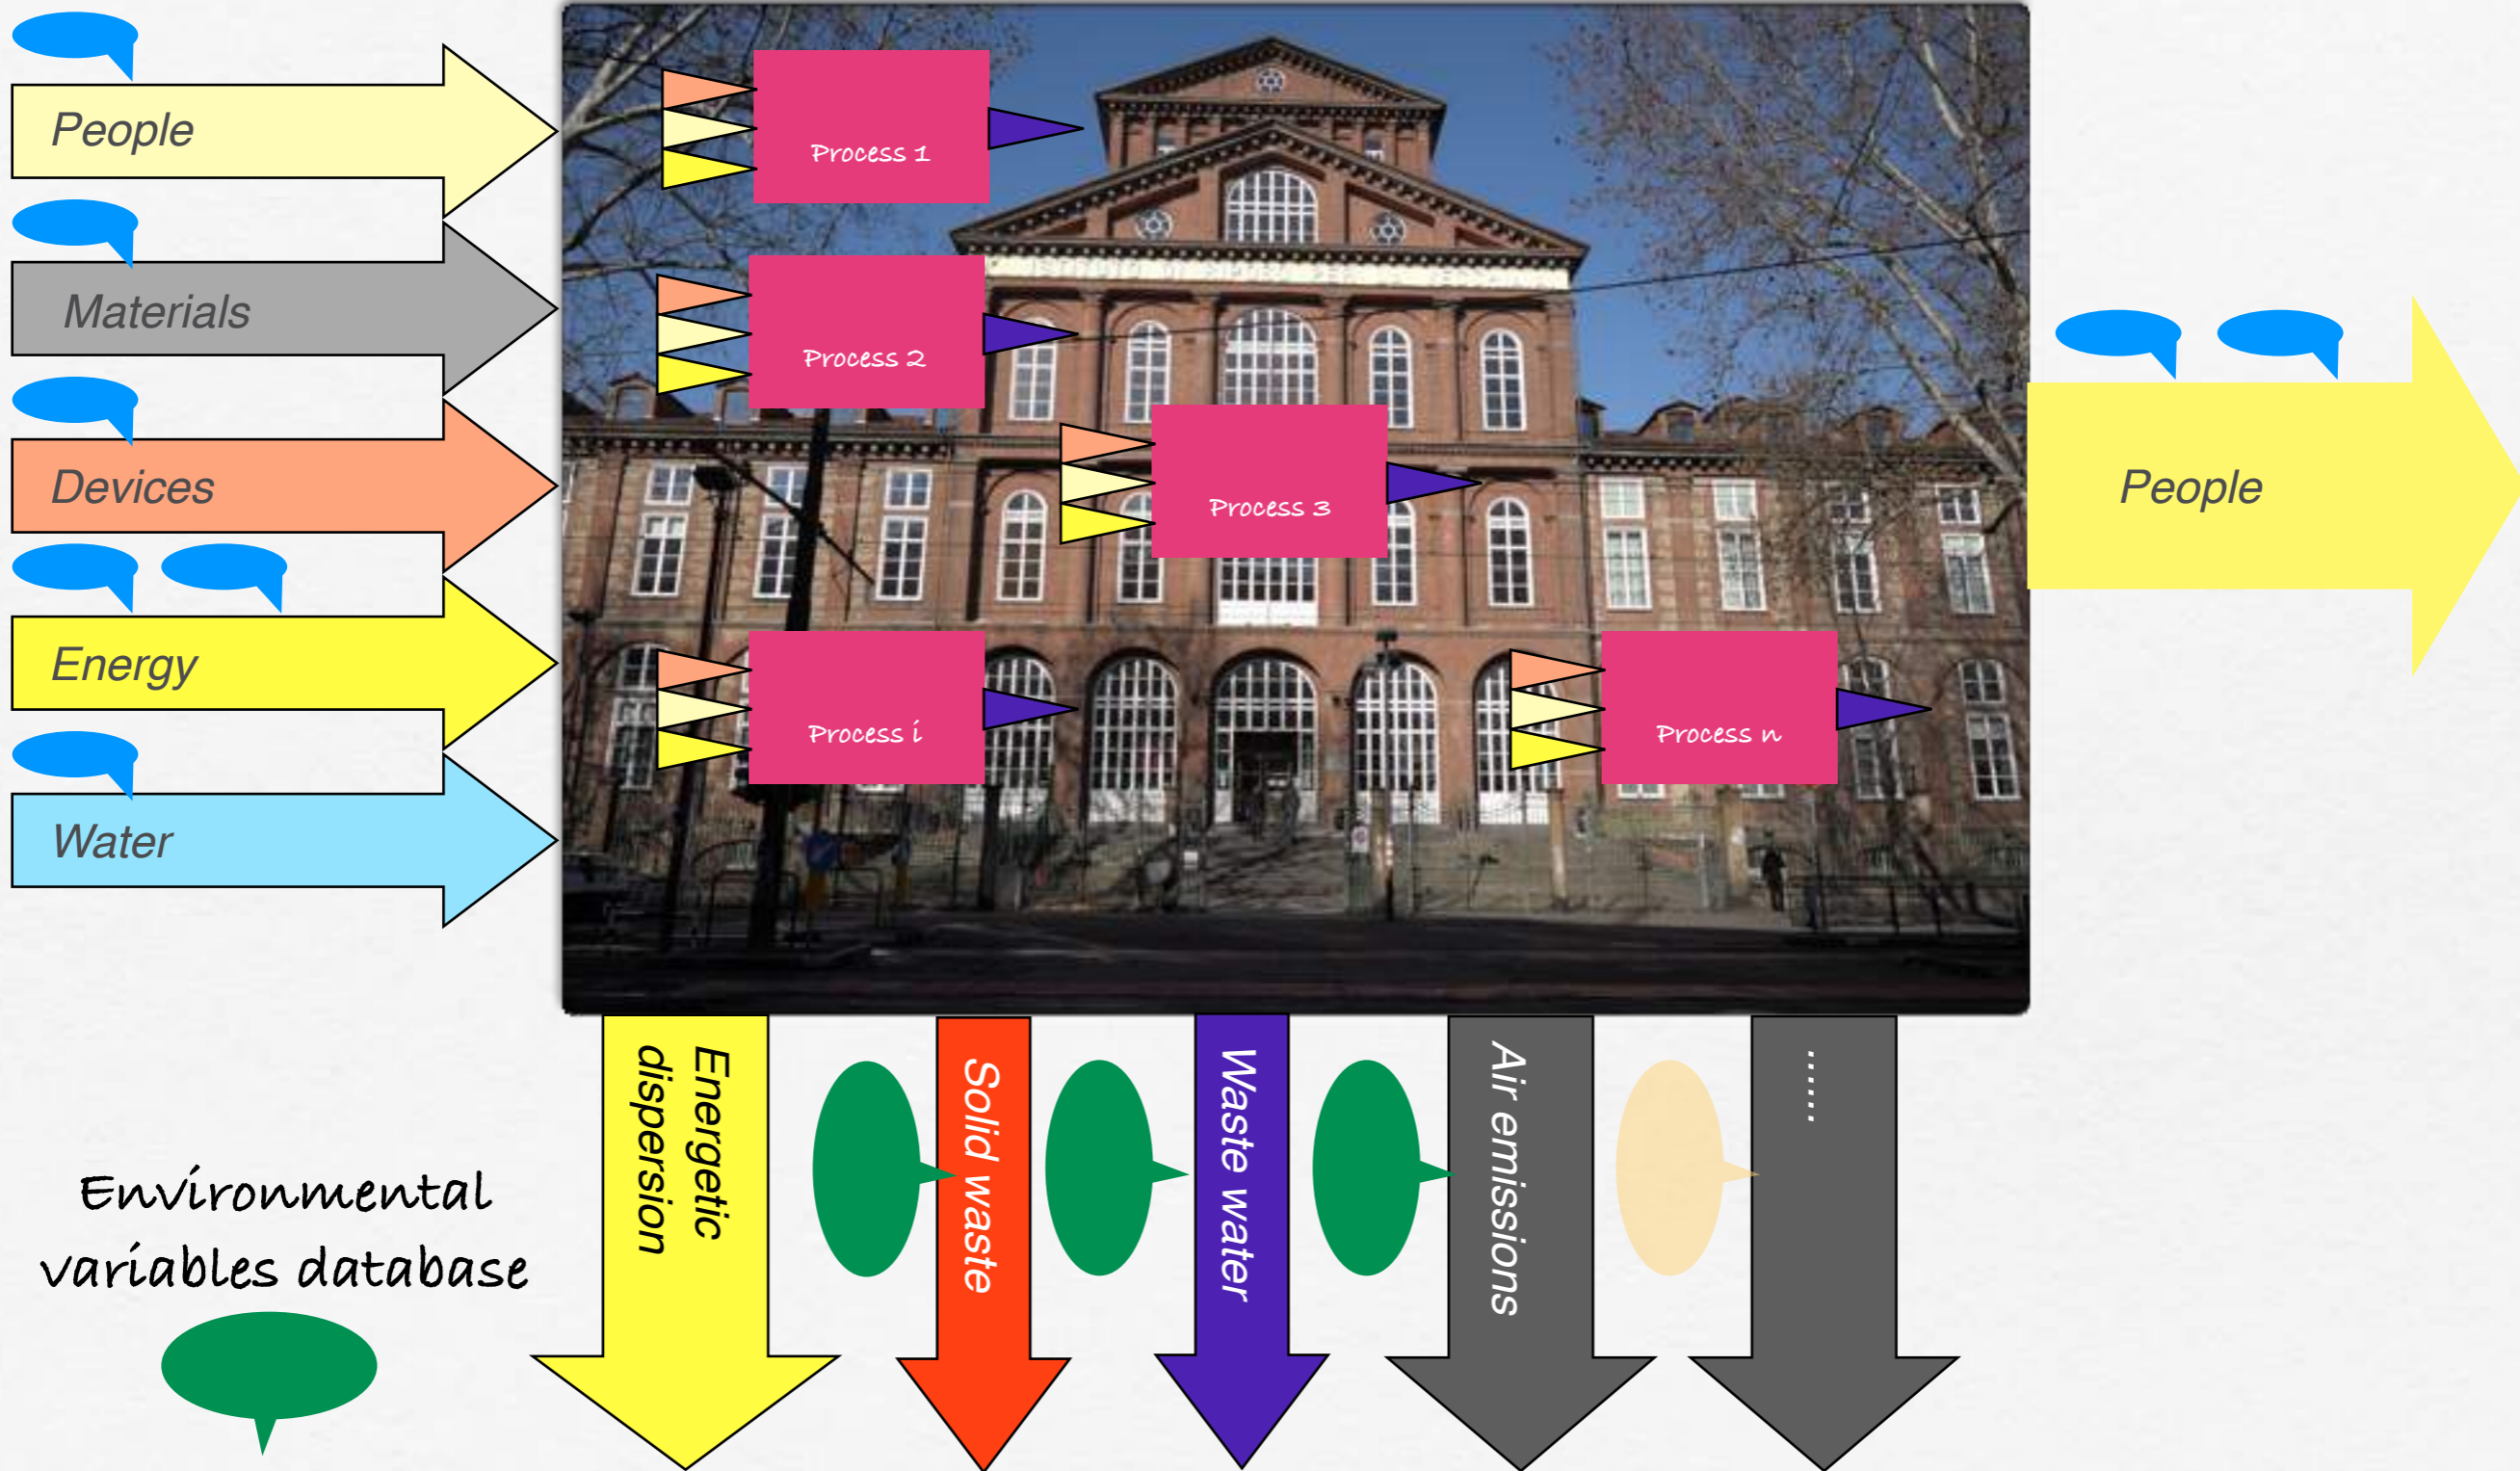 People
Materials
Devices
Energy
Water
Process 1
Process 2
Process 3
Process i
Process n
People
Energetic
dispersion
Solid waste
Waste water
Air emissions
......
Environmental
variables database